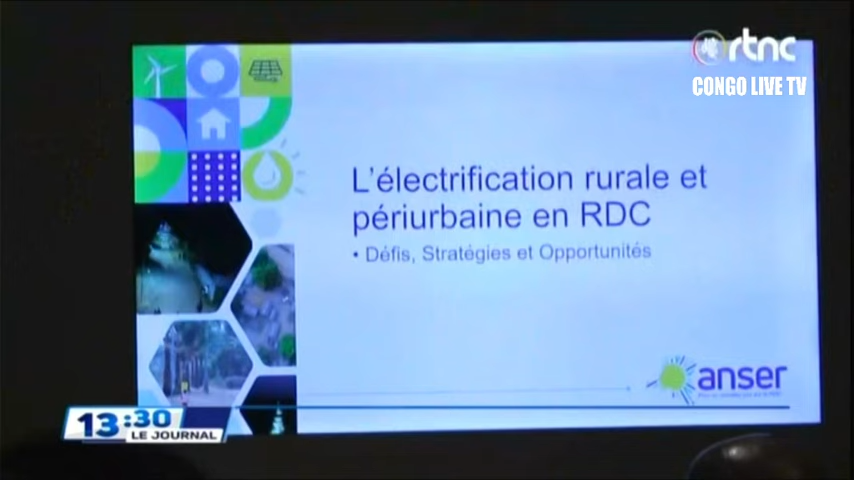 rtnc
CONGO LIVE TV
L'électrification rurale et
périurbaine en RDC
• Défis, Stratégies et Opportunités
anser
13:30
LE JOURNAL